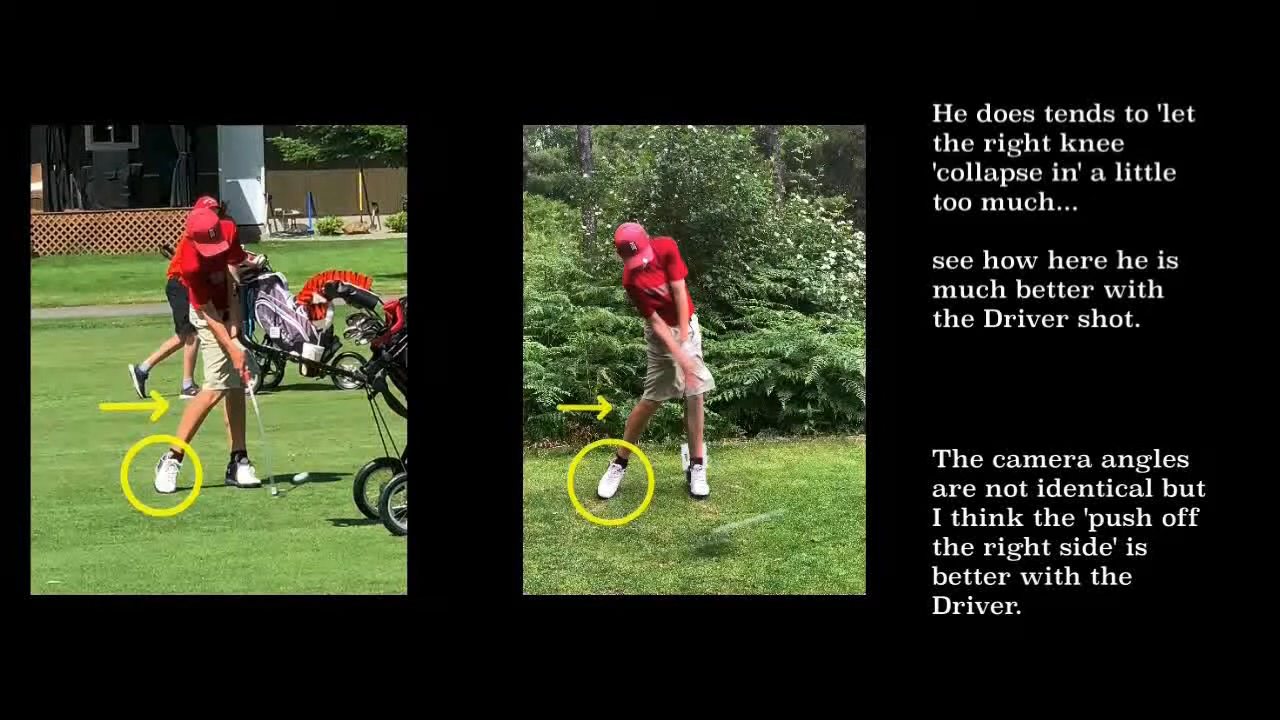 He does tends to 'let
the right knee
'collapse in' a little
too much...
see how here he is
much better with
the Driver shot.
The camera angles
are not identical but
I think the 'push off
the right side' is
better with the
Driver.